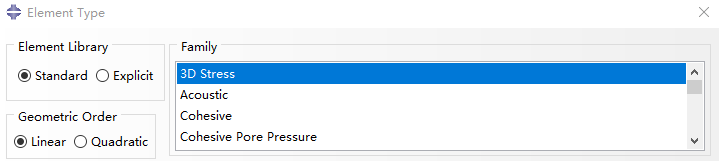 Element Type
Element Library
Standard Explicit
Geometric Order
Linear Quadratic
Family
3D Stress
Acoustic
Cohesive
Cohesive Pore Pressure